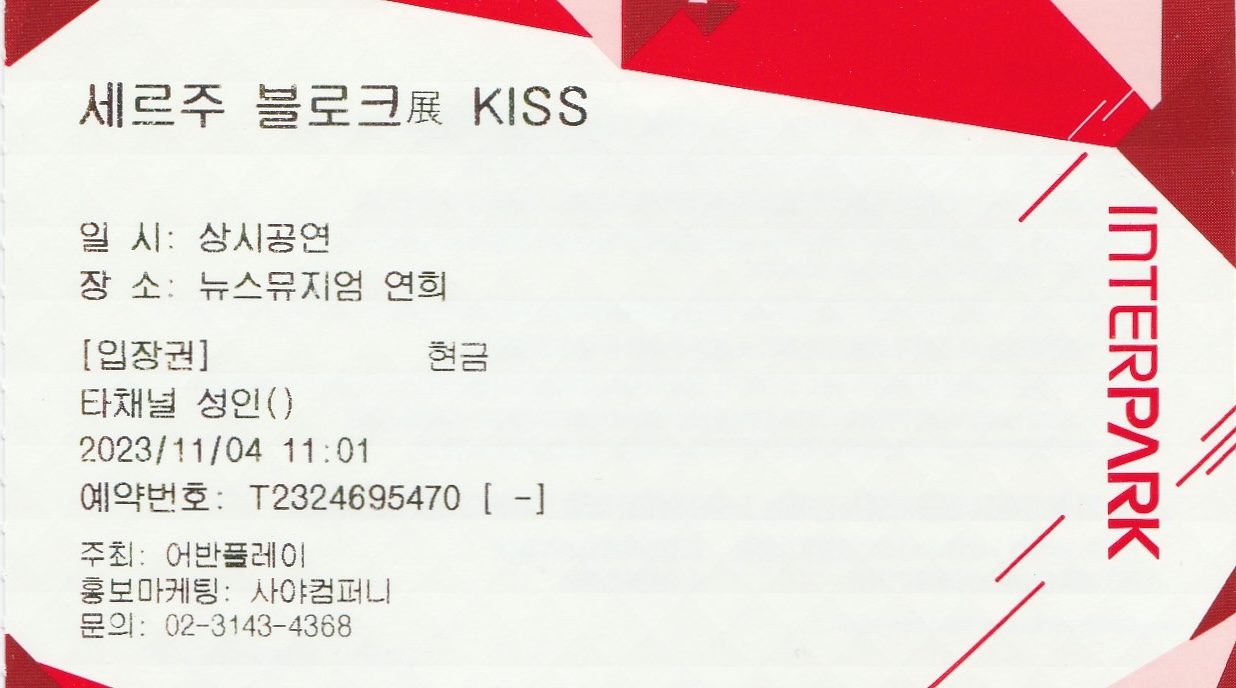 세르주 블로크展 KISS
일 시: 상시공연
장 소: 뉴스뮤지엄 연희
[입장권] 현금
타채널 성인()
2023/11/04 11:01
예약번호: T2324695470 [ -]
주최: 어반플레이
홍보마케팅: 사야컴퍼니
문의: 02-3143-4368
INTERPARK